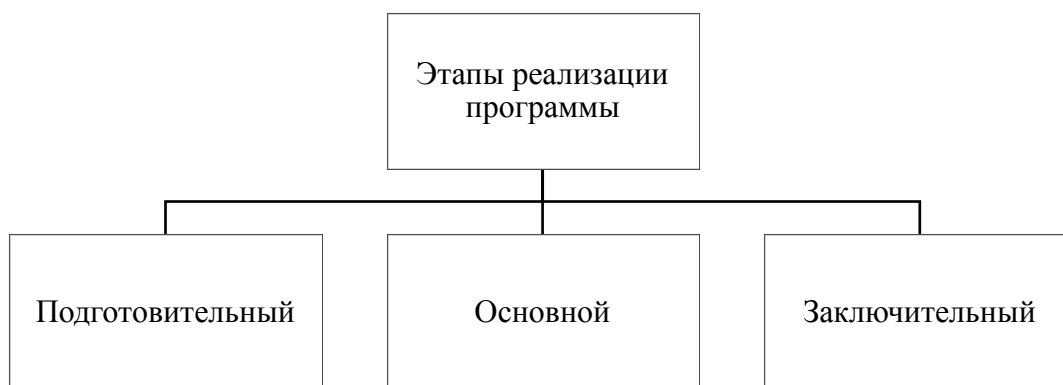 Этапы реализации
программы
Подготовительный
Основной
Заключительный